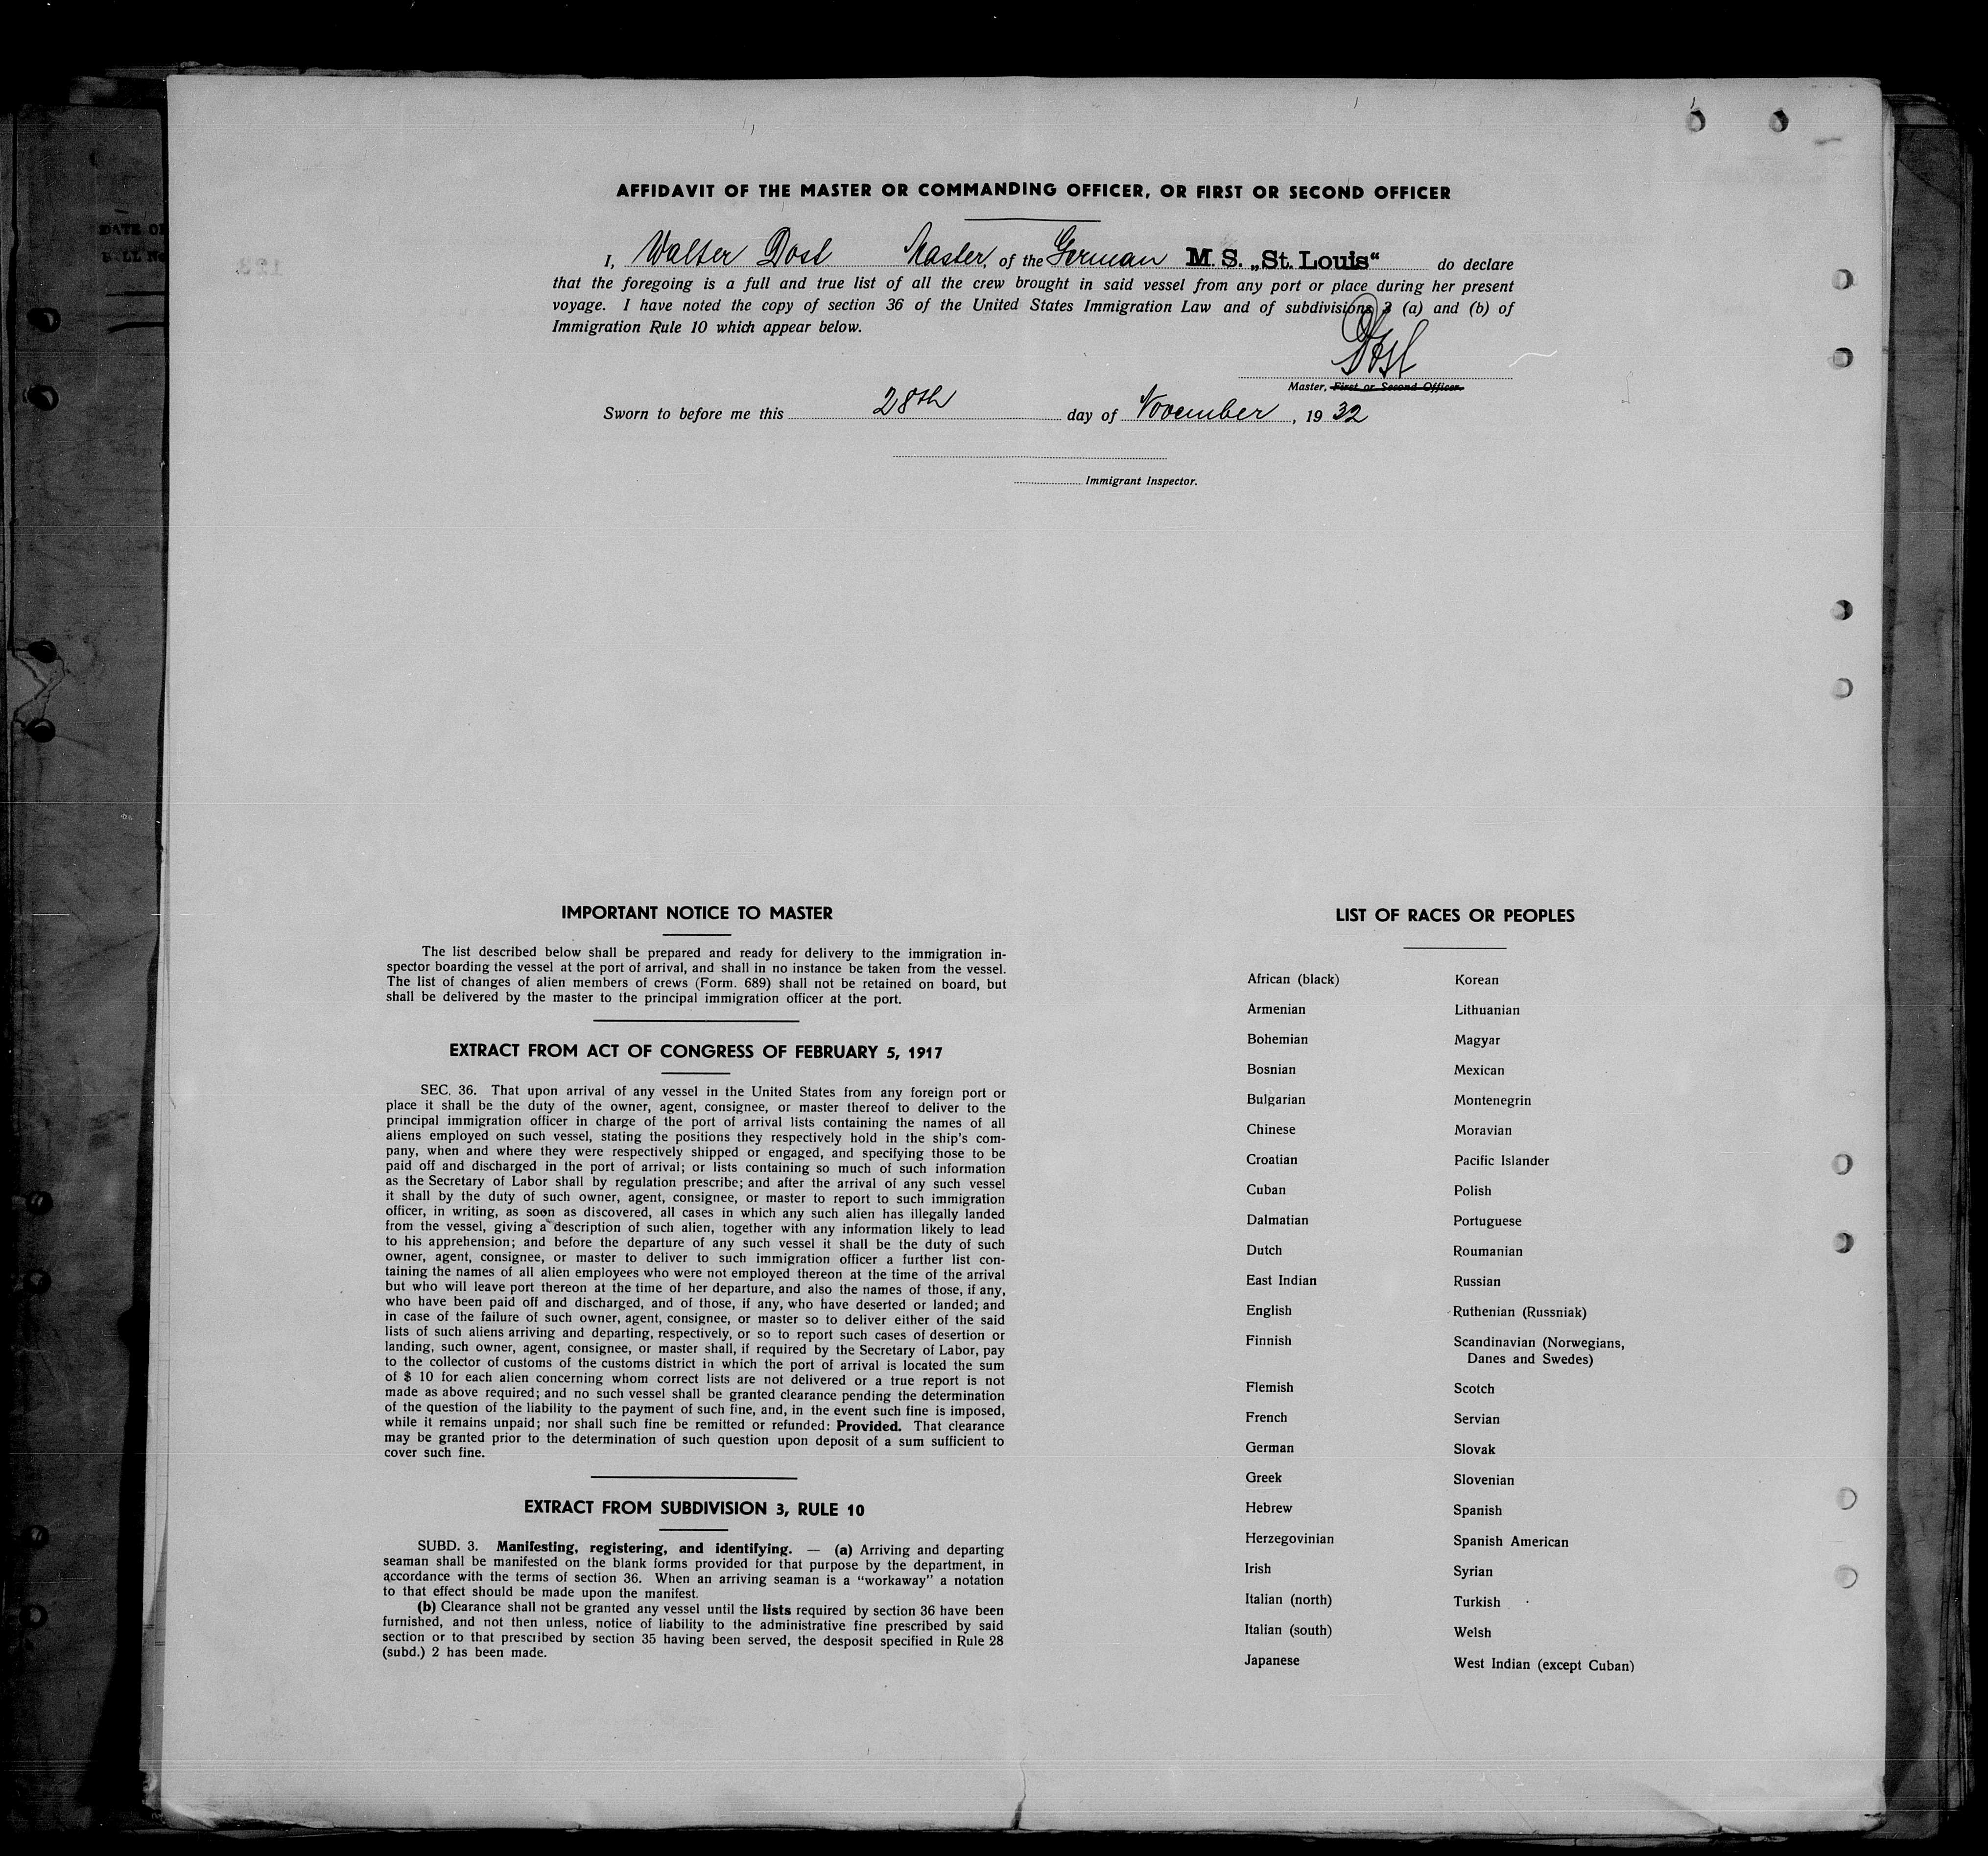 DATE OF
BILL No
AFFIDAVIT OF THE MASTER OR COMMANDING OFFICER, OR FIRST OR SECOND OFFICER
I, Walter Dost Master, of the German M. S. „St. Louis“ do declare
that the foregoing is a full and true list of all the crew brought in said vessel from any port or place during her present
voyage. I have noted the copy of section 36 of the United States Immigration Law and of subdivisions 3 (a) and (b) of
Immigration Rule 10 which appear below.
Dost
Master, First or Second Officer.
Sworn to before me this 28th day of November, 1932
Immigrant Inspector.
IMPORTANT NOTICE TO MASTER
The list described below shall be prepared and ready for delivery to the immigration in-
spector boarding the vessel at the port of arrival, and shall in no instance be taken from the vessel.
The list of changes of alien members of crews (Form. 689) shall not be retained on board, but
shall be delivered by the master to the principal immigration officer at the port.
EXTRACT FROM ACT OF CONGRESS OF FEBRUARY 5, 1917
SEC. 36. That upon arrival of any vessel in the United States from any foreign port or
place it shall be the duty of the owner, agent, consignee, or master thereof to deliver to the
principal immigration officer in charge of the port of arrival lists containing the names of all
aliens employed on such vessel, stating the positions they respectively hold in the ship's com-
pany, when and where they were respectively shipped or engaged, and specifying those to be
paid off and discharged in the port of arrival; or lists containing so much of such information
as the Secretary of Labor shall by regulation prescribe; and after the arrival of any such vessel
it shall by the duty of such owner, agent, consignee, or master to report to such immigration
officer, in writing, as soon as discovered, all cases in which any such alien has illegally landed
from the vessel, giving a description of such alien, together with any information likely to lead
to his apprehension; and before the departure of any such vessel it shall be the duty of such
owner, agent, consignee, or master to deliver to such immigration officer a further list con-
taining the names of all alien employees who were not employed thereon at the time of the arrival
but who will leave port thereon at the time of her departure, and also the names of those, if any,
who have been paid off and discharged, and of those, if any, who have deserted or landed; and
in case of the failure of such owner, agent, consignee, or master so to deliver either of the said
lists of such aliens arriving and departing, respectively, or so to report such cases of desertion or
landing, such owner, agent, consignee, or master shall, if required by the Secretary of Labor, pay
to the collector of customs of the customs district in which the port of arrival is located the sum
of $ 10 for each alien concerning whom correct lists are not delivered or a true report is not
made as above required; and no such vessel shall be granted clearance pending the determination
of the question of the liability to the payment of such fine, and, in the event such fine is imposed,
while it remains unpaid; nor shall such fine be remitted or refunded: Provided. That clearance
may be granted prior to the determination of such question upon deposit of a sum sufficient to
cover such fine.
EXTRACT FROM SUBDIVISION 3, RULE 10
SUBD. 3. Manifesting, registering, and identifying. — (a) Arriving and departing
seaman shall be manifested on the blank forms provided for that purpose by the department, in
accordance with the terms of section 36. When an arriving seaman is a “workaway” a notation
to that effect should be made upon the manifest.
(b) Clearance shall not be granted any vessel until the lists required by section 36 have been
furnished, and not then unless, notice of liability to the administrative fine prescribed by said
section or to that prescribed by section 35 having been served, the desposit specified in Rule 28
(subd.) 2 has been made.
LIST OF RACES OR PEOPLES
African (black)
Armenian
Bohemian
Bosnian
Bulgarian
Chinese
Croatian
Cuban
Dalmatian
Dutch
East Indian
English
Finnish
Flemish
French
German
Greek
Hebrew
Herzegovinian
Irish
Italian (north)
Italian (south)
Japanese
Korean
Lithuanian
Magyar
Mexican
Montenegrin
Moravian
Pacific Islander
Polish
Portuguese
Roumanian
Russian
Ruthenian (Russniak)
Scandinavian (Norwegians,
Danes and Swedes)
Scotch
Servian
Slovak
Slovenian
Spanish
Spanish American
Syrian
Turkish
Welsh
West Indian (except Cuban)